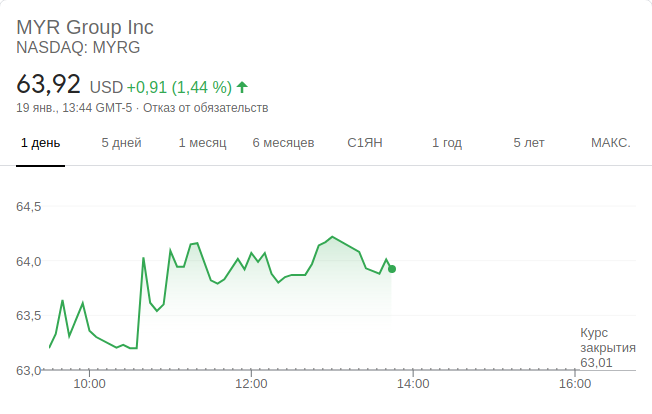 MYR Group Inc
NASDAQ: MYRG
63,92 USD +0,91 (1,44 %)
19 янв., 13:44 GMT-5 · Отказ от обязательств
1 день 5 дней 1 месяц 6 месяцев С1ЯН 1 год 5 лет МАКС.
64,5
64,0
63,5
63,0
Курс
закрытия
63,01
10:00 12:00 14:00 16:00